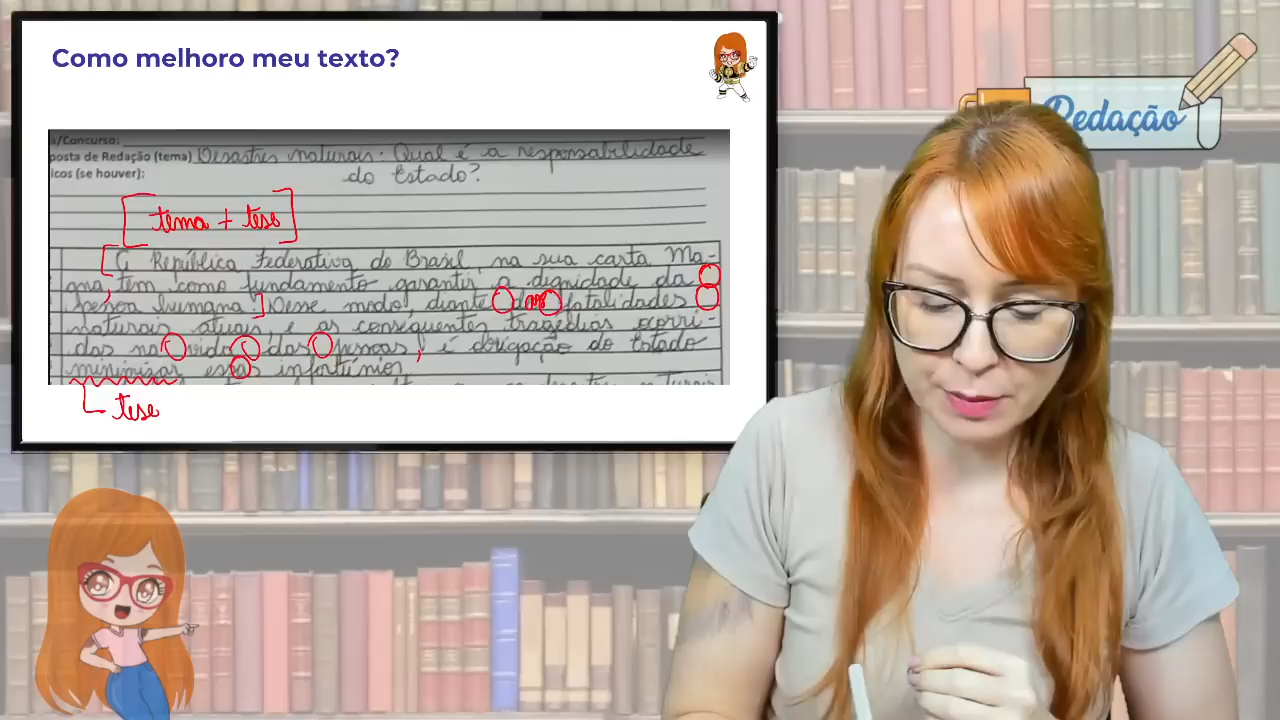 Como melhoro meu texto?
Redação
a/Concurso:
posta de Redação (tema) Desastres naturais: Qual é a responsabilidade
icos (se houver): do Estado?
[tema + tese]
A República Federativa do Brasil, na sua carta Ma-
gna, tem como fundamento garantir a dignidade da
pessoa humana. Desse modo, diante das fatalidades
naturais atuais, e as consequentes tragédias ocorri-
das na vida das pessoas, é obrigação do Estado
minimizar esses infortúnios.
tese